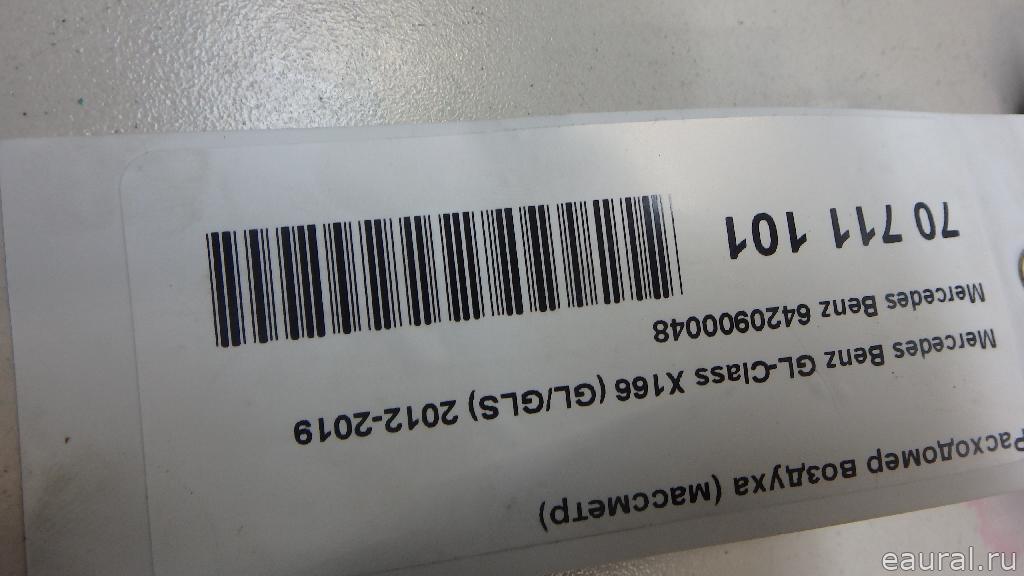 Расходомер воздуха (массметр)
Mercedes Benz GL-Class X166 (GL/GLS) 2012-2019
Mercedes Benz 6420900048
70 711 101
eaural.ru